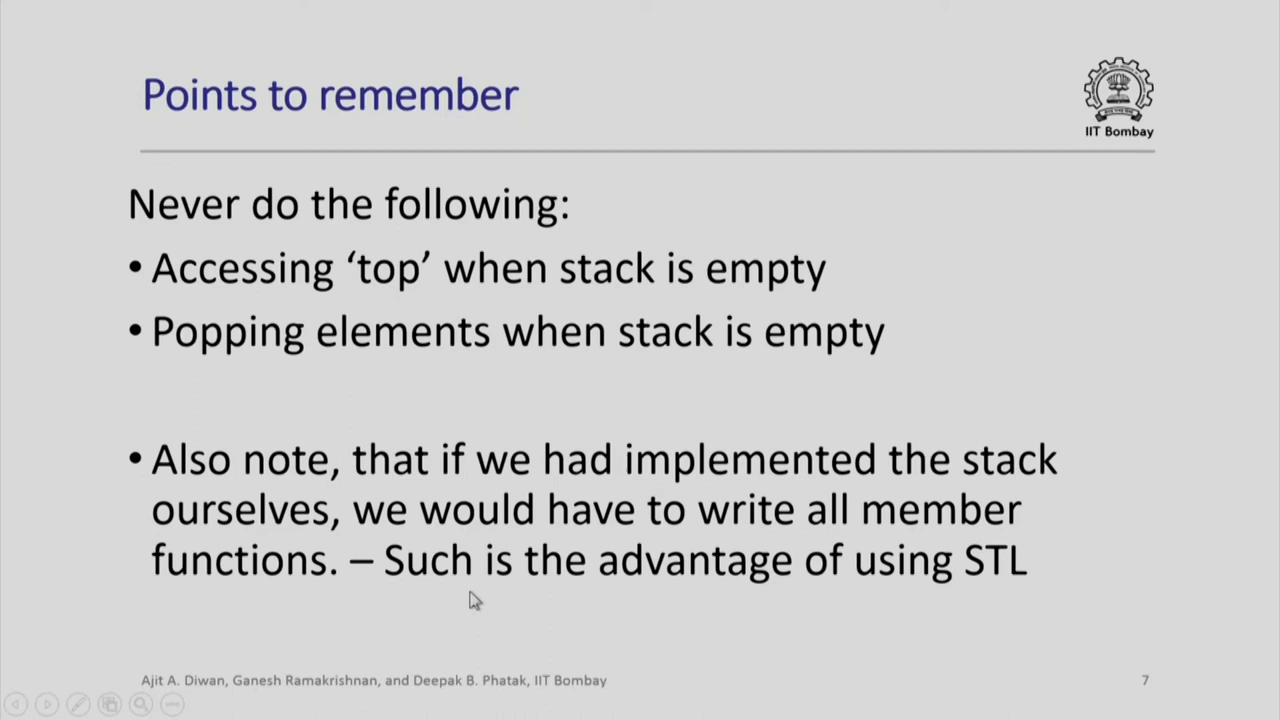 Points to remember
IIT Bombay
Never do the following:
• Accessing ‘top’ when stack is empty
• Popping elements when stack is empty
• Also note, that if we had implemented the stack
ourselves, we would have to write all member
functions. – Such is the advantage of using STL
Ajit A. Diwan, Ganesh Ramakrishnan, and Deepak B. Phatak, IIT Bombay
7